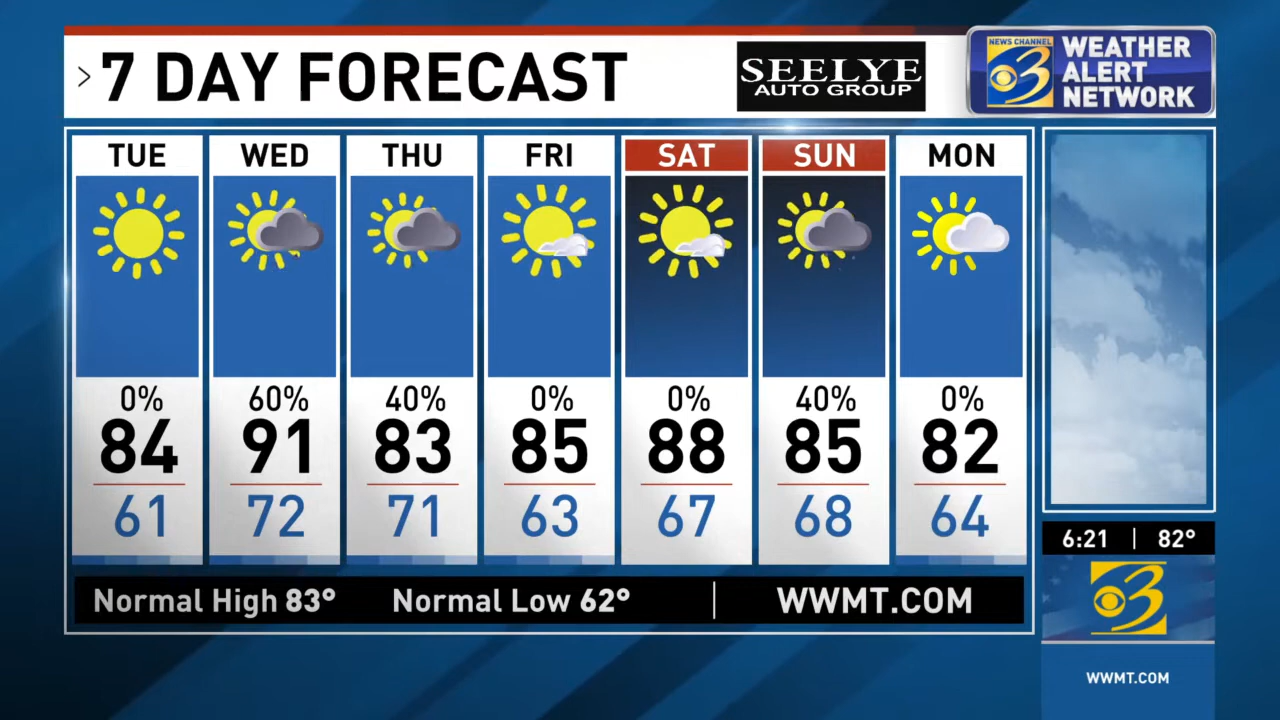 > 7 DAY FORECAST
SEELYE
AUTO GROUP
NEWS CHANNEL
3
WEATHER
ALERT
NETWORK
TUE WED THU FRI SAT SUN MON
0% 60% 40% 0% 0% 40% 0%
84 91 83 85 88 85 82
61 72 71 63 67 68 64
Normal High 83° Normal Low 62° | WWMT.COM
6:21 | 82°
3
WWMT.COM